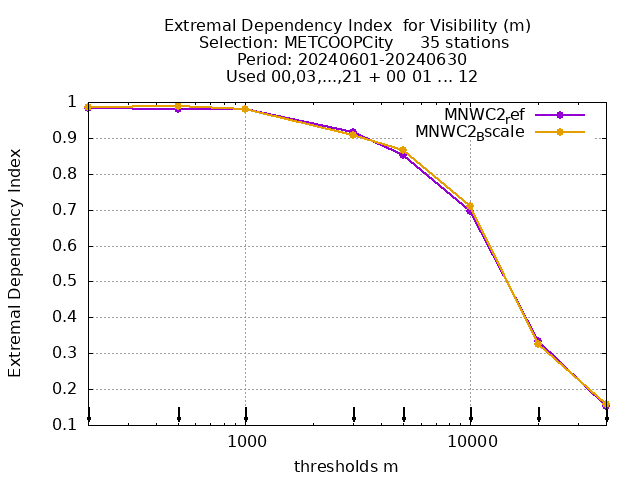 Extremal Dependency Index  for Visibility (m)
Selection: METCOOPCity     35 stations
Period: 20240601-20240630
Used 00,03,...,21 + 00 01 ... 12
MNWC2_ref
MNWC2_Bscale
Extremal Dependency Index
1
0.9
0.8
0.7
0.6
0.5
0.4
0.3
0.2
0.1
1000
10000
thresholds m